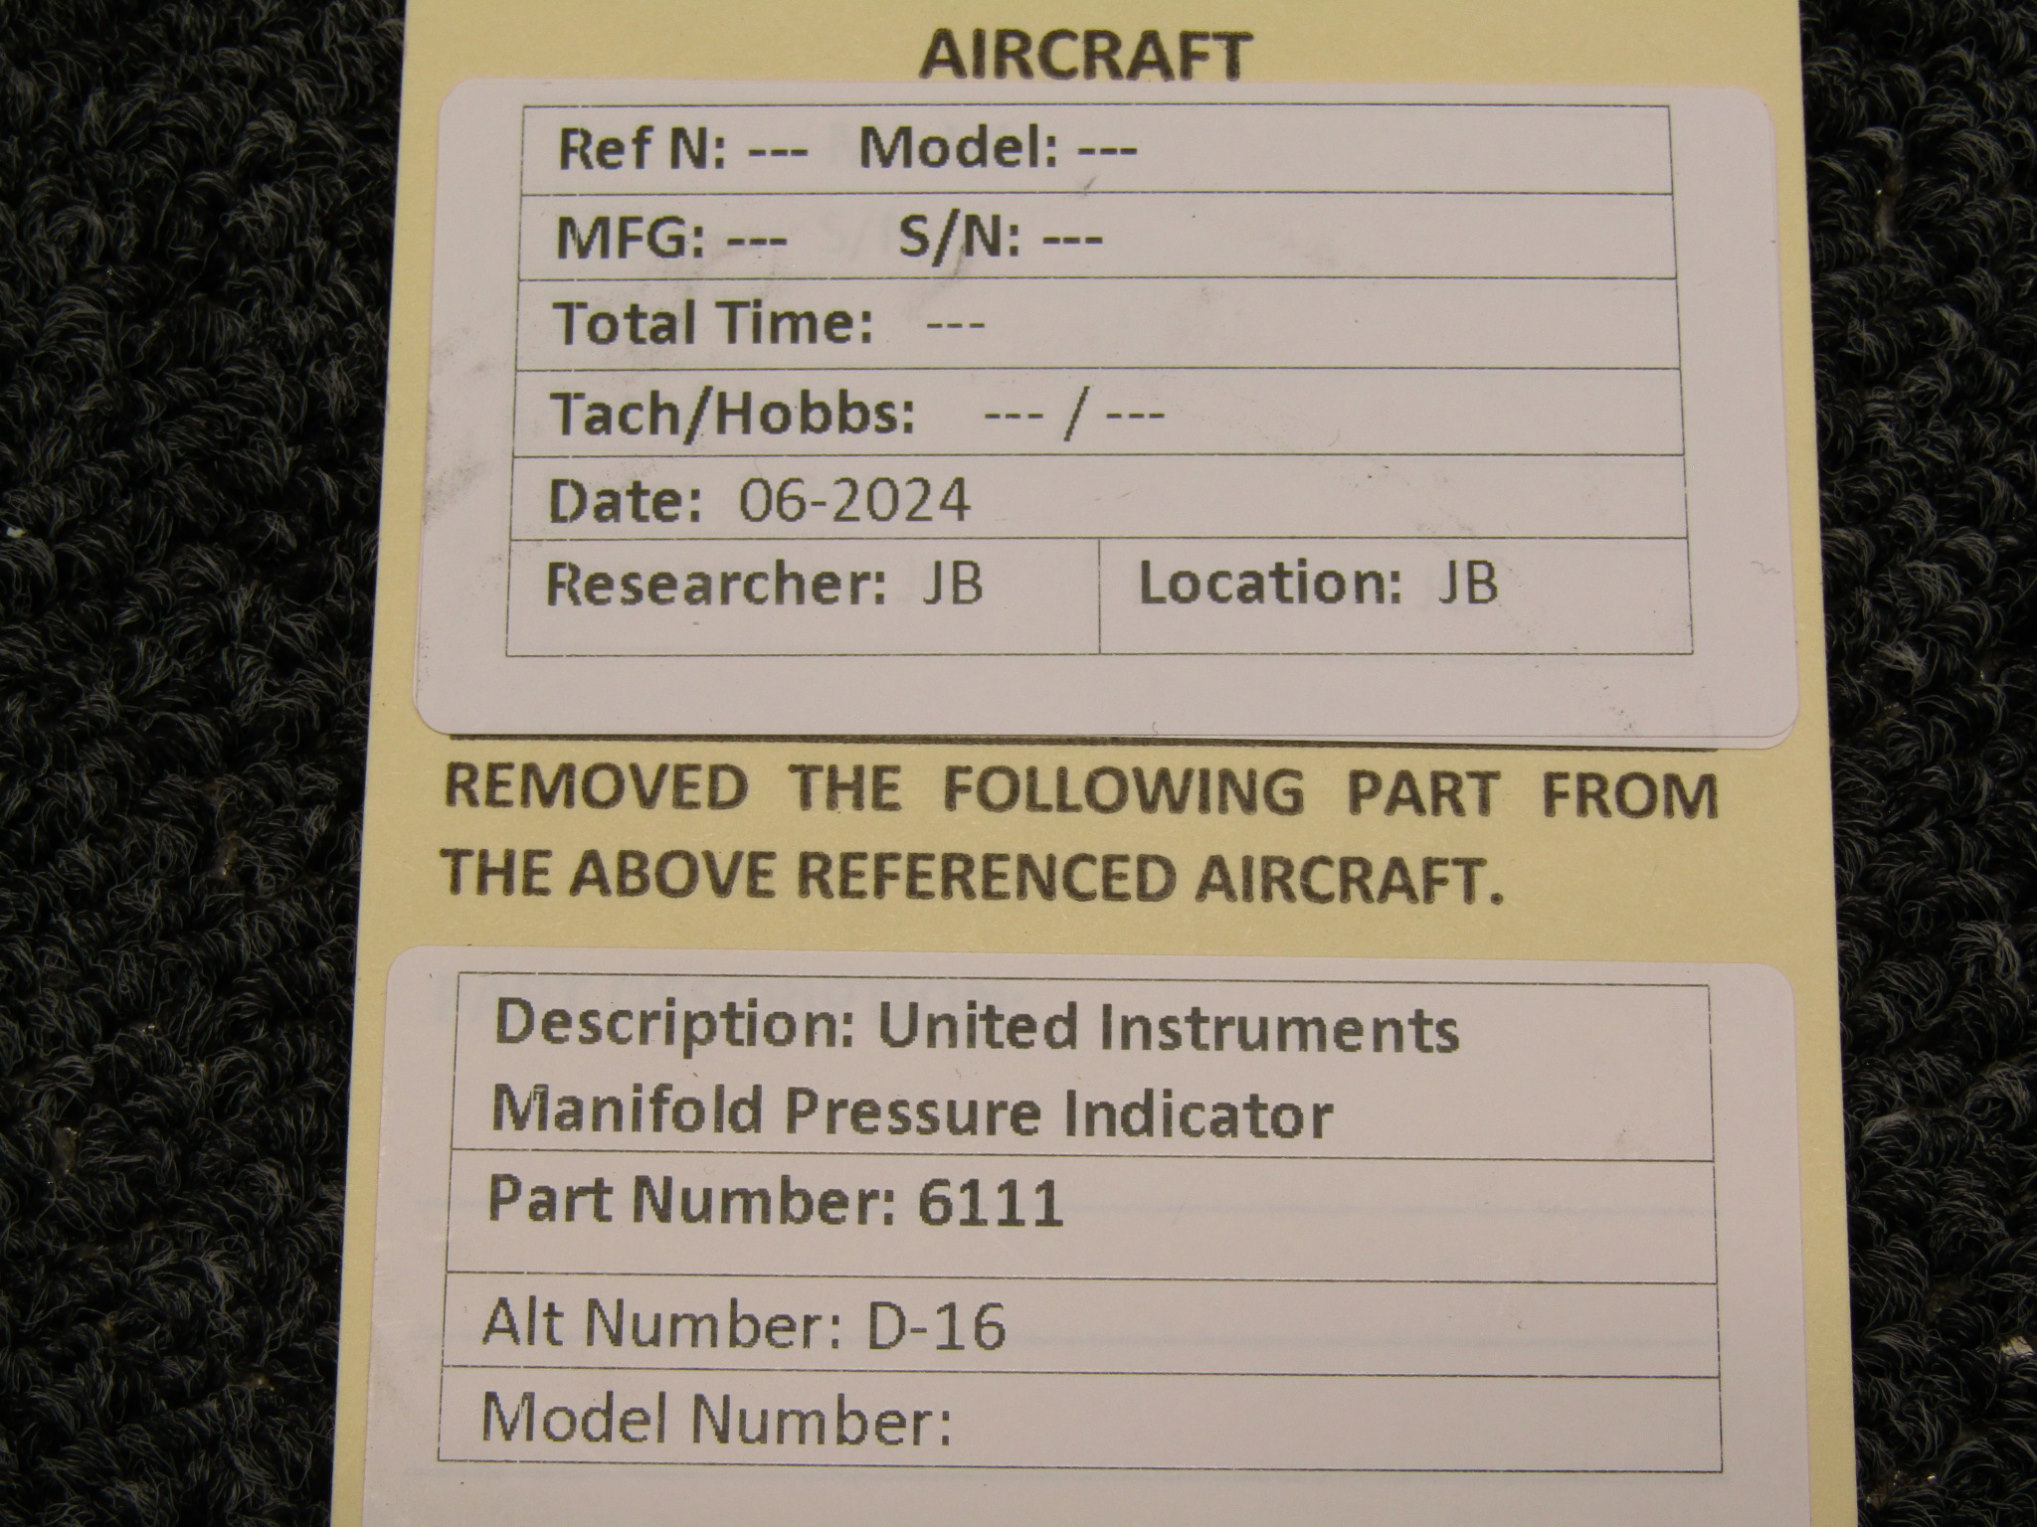 AIRCRAFT
Ref N: --- Model: ---
MFG: --- S/N: ---
Total Time: ---
Tach/Hobbs: --- / ---
Date: 06-2024
Researcher: JB Location: JB
REMOVED THE FOLLOWING PART FROM
THE ABOVE REFERENCED AIRCRAFT.
Description: United Instruments
Manifold Pressure Indicator
Part Number: 6111
Alt Number: D-16
Model Number: